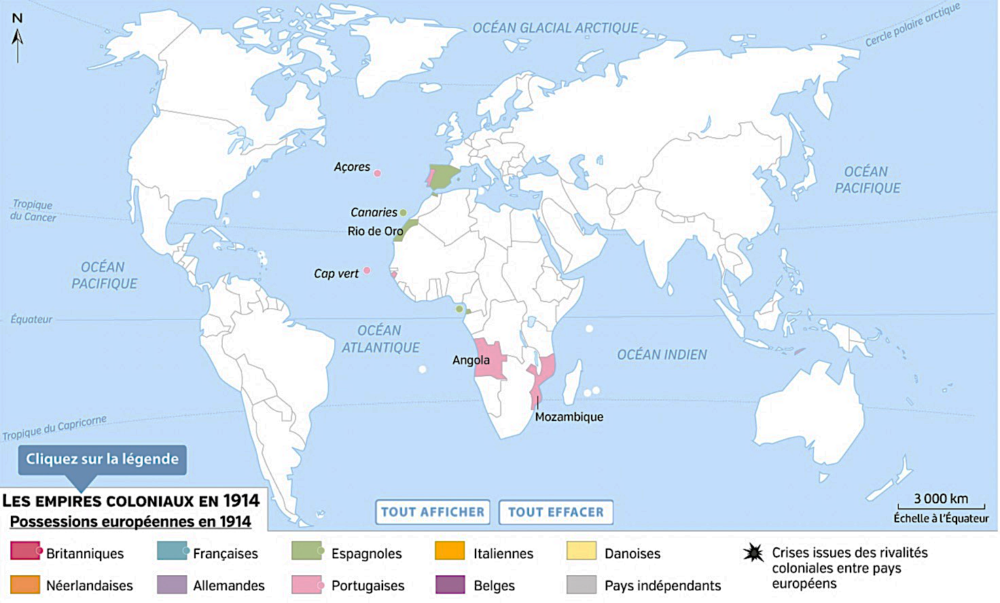 N
OCÉAN GLACIAL ARCTIQUE
Cercle polaire arctique
Açores
OCÉAN
PACIFIQUE
Tropique
du Cancer
Canaries
Rio de Oro
OCÉAN
PACIFIQUE
Cap vert
Équateur
OCÉAN
ATLANTIQUE
Angola
OCÉAN INDIEN
Mozambique
Tropique du Capricorne
Cliquez sur la légende
LES EMPIRES COLONIAUX EN 1914
Possessions européennes en 1914
TOUT AFFICHER
TOUT EFFACER
3 000 km
Échelle à l'Équateur
Britanniques
Françaises
Espagnoles
Italiennes
Danoises
Néerlandaises
Allemandes
Portugaises
Belges
Pays indépendants
Crises issues des rivalités
coloniales entre pays
européens